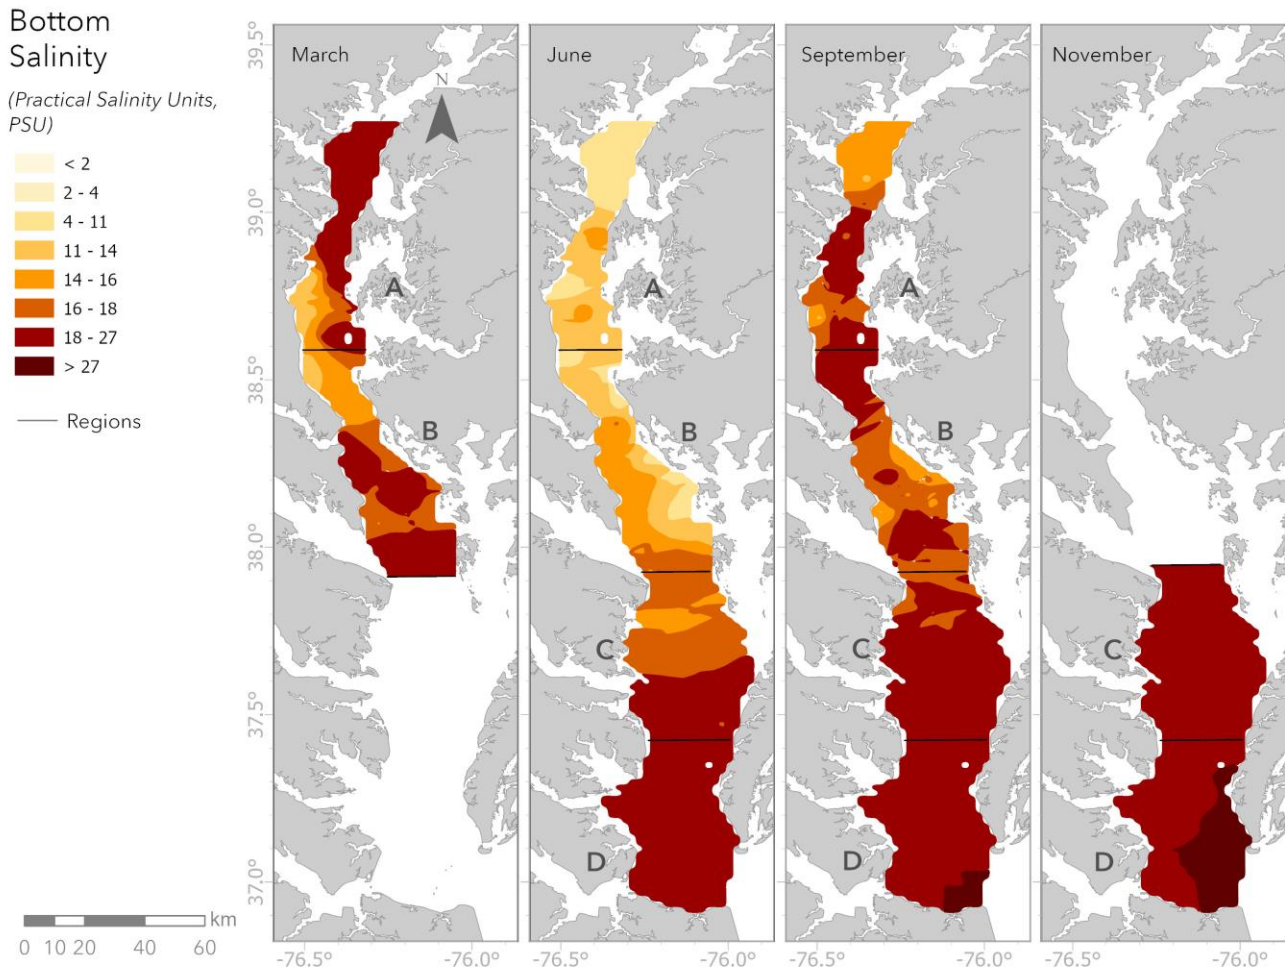 Bottom
Salinity
(Practical Salinity Units,
PSU)
< 2
2 - 4
4 - 11
11 - 14
14 - 16
16 - 18
18 - 27
> 27
Regions
0 10 20 40 60 km
39.5°
39.0°
38.5°
38.0°
37.5°
37.0°
March
N
A
B
-76.5° -76.0°
June
A
B
C
D
-76.5° -76.0°
September
A
B
C
D
-76.5° -76.0°
November
C
D
-76.5° -76.0°